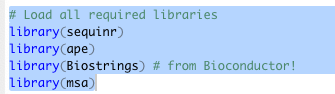 # Load all required libraries
library(sequinr)
library(ape)
library(Biostrings) # from Bioconductor!
library(msa)